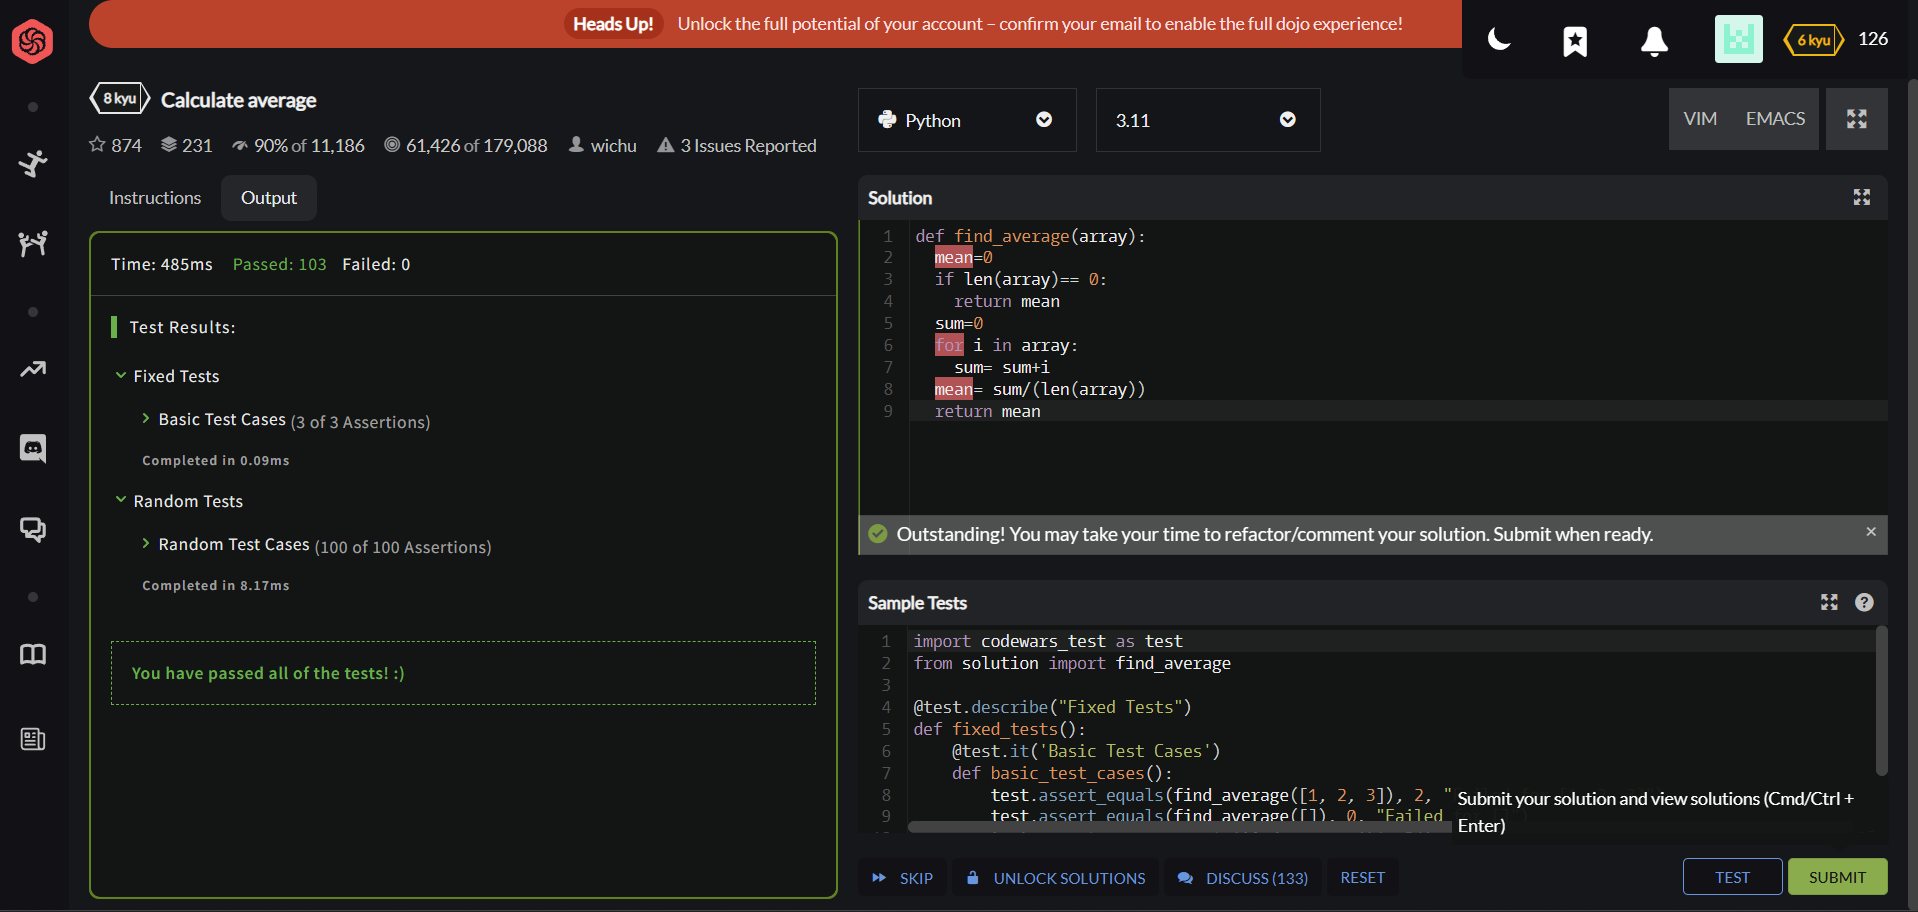 Heads Up! Unlock the full potential of your account – confirm your email to enable the full dojo experience!
6 kyu 126
8 kyu Calculate average
874 231 90% of 11,186 61,426 of 179,088 wichu 3 Issues Reported
Instructions Output
Time: 485ms Passed: 103 Failed: 0
Test Results:
Fixed Tests
Basic Test Cases (3 of 3 Assertions)
Completed in 0.09ms
Random Tests
Random Test Cases (100 of 100 Assertions)
Completed in 8.17ms
You have passed all of the tests! :)
Python 3.11
VIM EMACS
Solution
1 def find_average(array):
2 mean=0
3 if len(array)== 0:
4 return mean
5 sum=0
6 for i in array:
7 sum= sum+i
8 mean= sum/(len(array))
9 return mean
Outstanding! You may take your time to refactor/comment your solution. Submit when ready. ×
Sample Tests
1 import codewars_test as test
2 from solution import find_average
3
4 @test.describe("Fixed Tests")
5 def fixed_tests():
6 @test.it('Basic Test Cases')
7 def basic_test_cases():
8 test.assert_equals(find_average([1, 2, 3]), 2, "
9 test.assert_equals(find_average([]), 0, "Failed
Submit your solution and view solutions (Cmd/Ctrl +
Enter)
SKIP UNLOCK SOLUTIONS DISCUSS (133) RESET
TEST SUBMIT